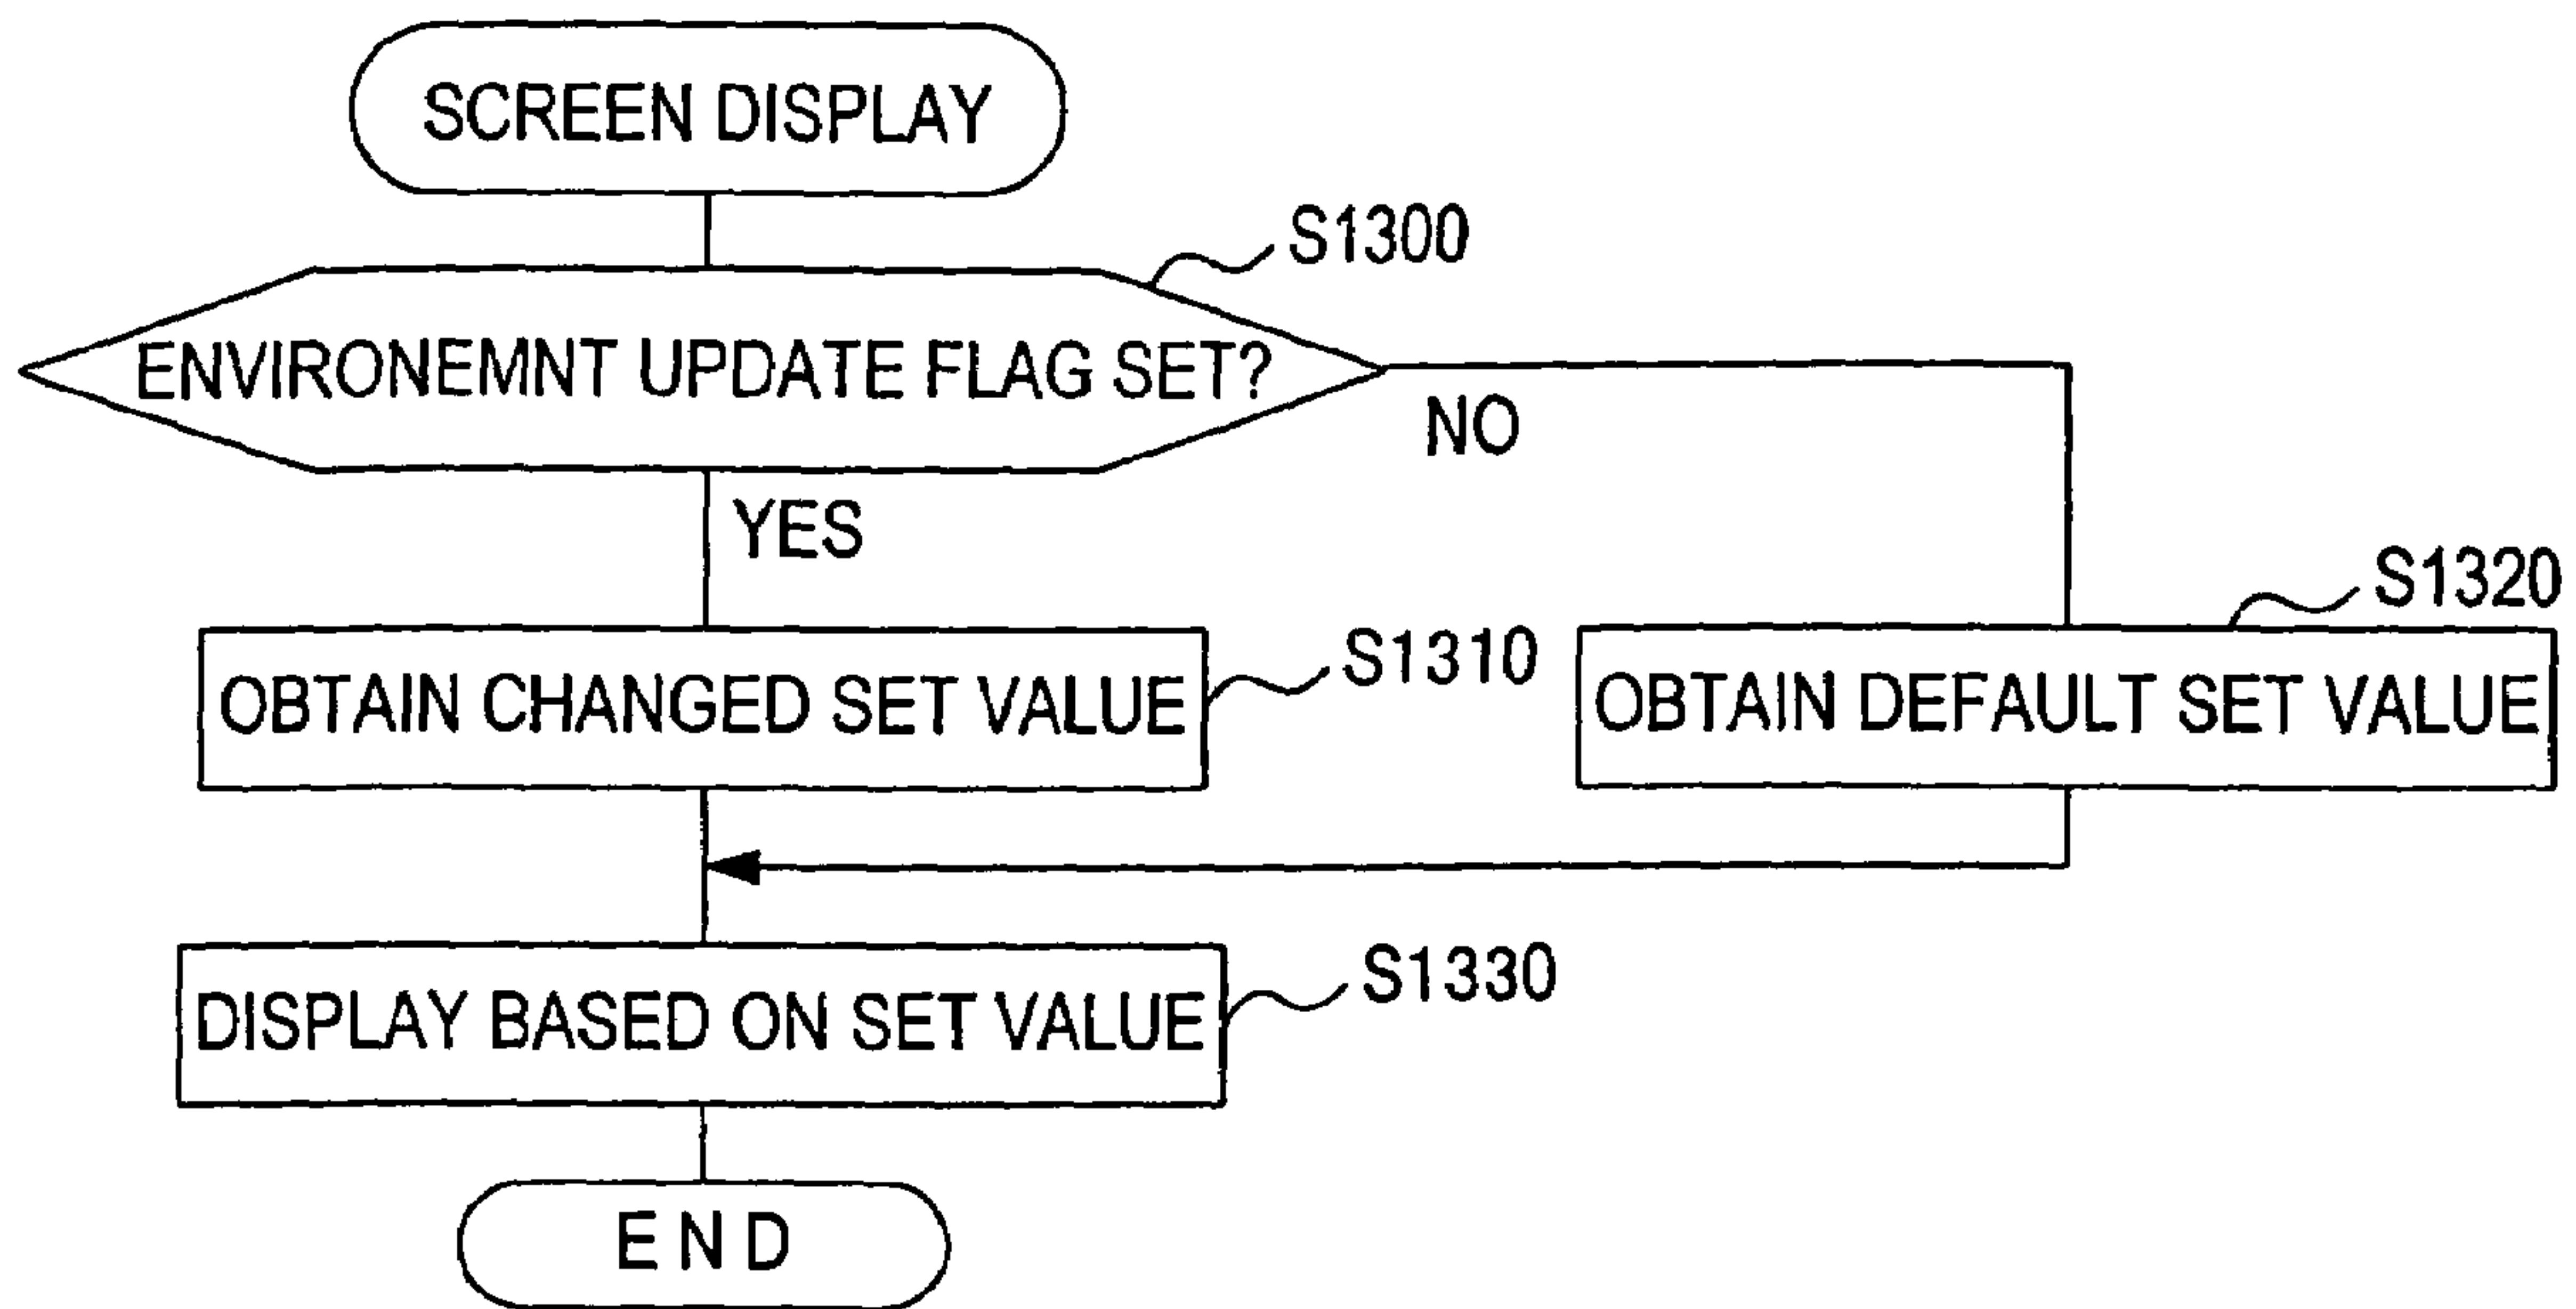 SCREEN DISPLAY
S1300
ENVIRONEMNT UPDATE FLAG SET?
NO
YES
S1320
S1310
OBTAIN CHANGED SET VALUE
OBTAIN DEFAULT SET VALUE
S1330
DISPLAY BASED ON SET VALUE
END